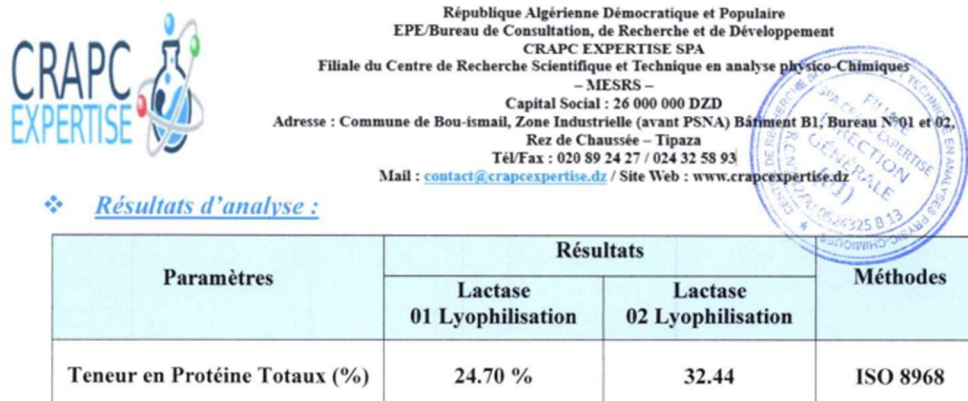 CRAPC
EXPERTISE
République Algérienne Démocratique et Populaire
EPE/Bureau de Consultation, de Recherche et de Développement
CRAPC EXPERTISE SPA
Filiale du Centre de Recherche Scientifique et Technique en analyse physico-Chimiques
– MESRS –
Capital Social : 26 000 000 DZD
Adresse : Commune de Bou-ismail, Zone Industrielle (avant PSNA) Bâtiment B1, Bureau N°01 et 02,
Rez de Chaussée – Tipaza
Tél/Fax : 020 89 24 27 / 024 32 58 93
Mail : contact@crapcexpertise.dz / Site Web : www.crapcexpertise.dz
FILIALE
EXPERTISE
DIRECTION
GÉNÉRALE
❖ Résultats d’analyse :
Paramètres
Résultats
Méthodes
Lactase
01 Lyophilisation
Lactase
02 Lyophilisation
Teneur en Protéine Totaux (%)
24.70 %
32.44
ISO 8968